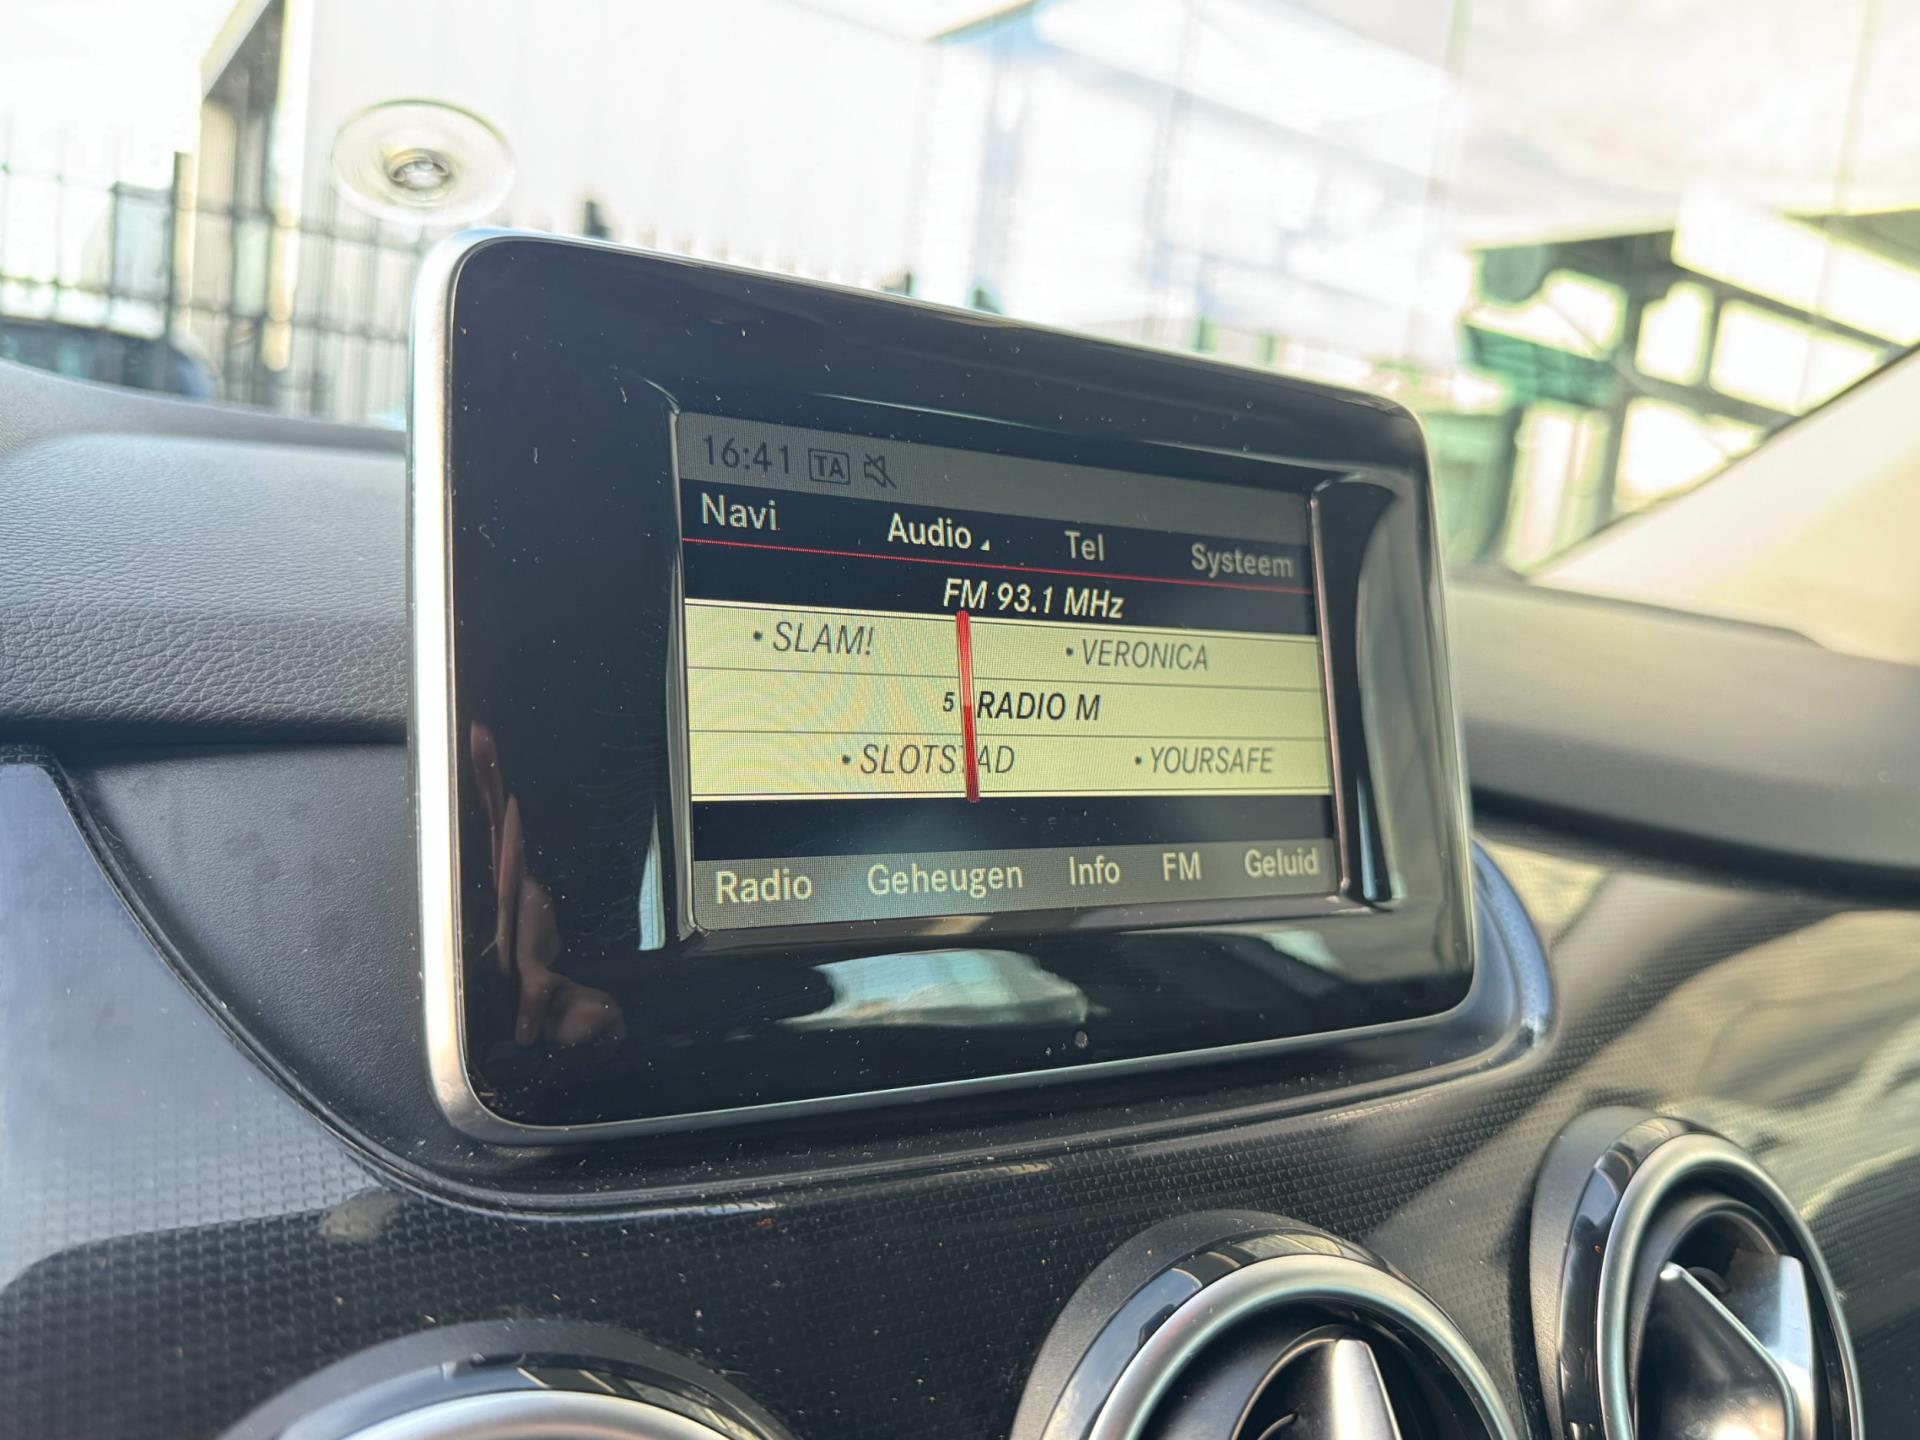 16:41 TA
Navi Audio Tel Systeem
FM 93.1 MHz
• SLAM! • VERONICA
5 RADIO M
• SLOTSTAD • YOURSAFE
Radio Geheugen Info FM Geluid